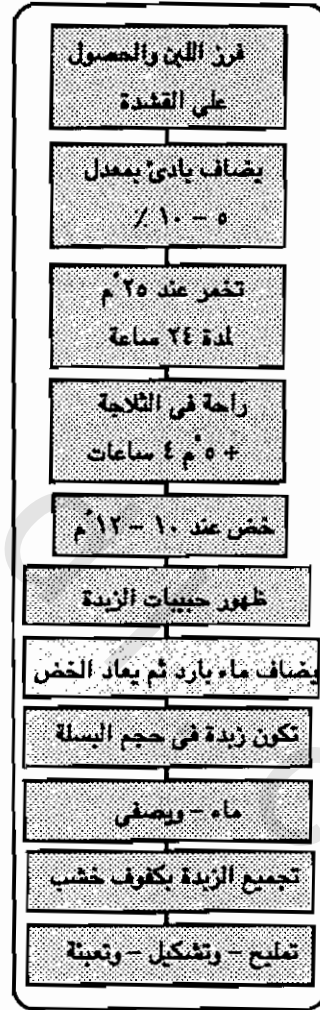 فرز اللبن والحصول
علي القشدة
يضاف بادئ بمعدل
٥ – ١٠ ٪
تخمر عند ٢٥°م
لمدة ٢٤ ساعة
راحة في الثلاجة
+ ٥°م ٤ ساعات
خض عند ١٠ – ١٢°م
ظهور حبيبات الزبدة
يضاف ماء بارد ثم يعاد الخض
تكون زبدة في حجم البسلة
ماء – ويصفي
تجميع الزبدة بكفوف خشب
تمليح – وتشكيل – وتعبئة